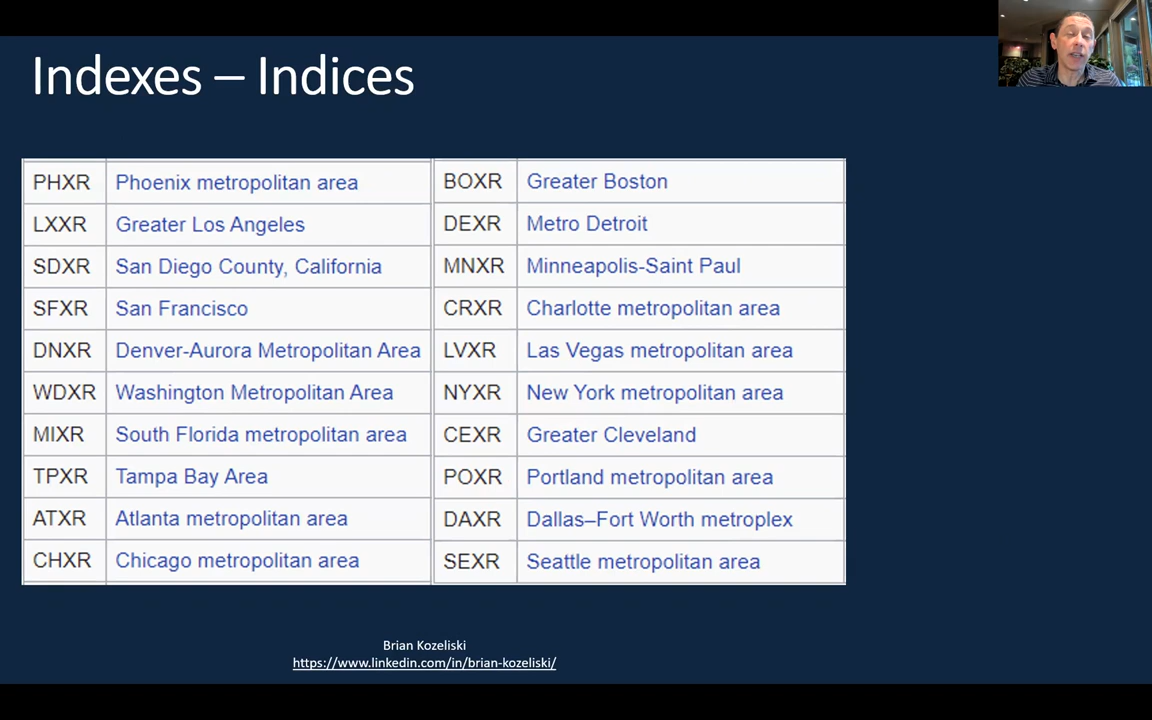 Indexes – Indices
PHXR Phoenix metropolitan area
LXXR Greater Los Angeles
SDXR San Diego County, California
SFXR San Francisco
DNXR Denver-Aurora Metropolitan Area
WDXR Washington Metropolitan Area
MIXR South Florida metropolitan area
TPXR Tampa Bay Area
ATXR Atlanta metropolitan area
CHXR Chicago metropolitan area
BOXR Greater Boston
DEXR Metro Detroit
MNXR Minneapolis-Saint Paul
CRXR Charlotte metropolitan area
LVXR Las Vegas metropolitan area
NYXR New York metropolitan area
CEXR Greater Cleveland
POXR Portland metropolitan area
DAXR Dallas–Fort Worth metroplex
SEXR Seattle metropolitan area
Brian Kozeliski
https://www.linkedin.com/in/brian-kozeliski/